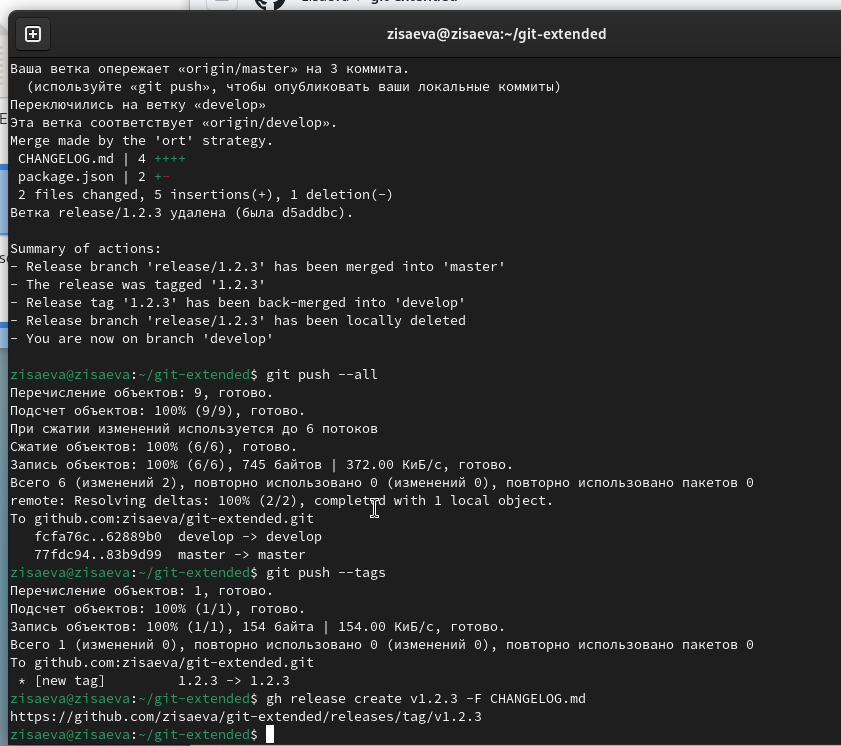 zisaeva@zisaeva:~/git-extended
Ваша ветка опережает «origin/master» на 3 коммита.
  (используйте «git push», чтобы опубликовать ваши локальные коммиты)
Переключились на ветку «develop»
Эта ветка соответствует «origin/develop».
Merge made by the 'ort' strategy.
 CHANGELOG.md | 4 ++++
 package.json | 2 +-
 2 files changed, 5 insertions(+), 1 deletion(-)
Ветка release/1.2.3 удалена (была d5addbc).
Summary of actions:
- Release branch 'release/1.2.3' has been merged into 'master'
- The release was tagged '1.2.3'
- Release tag '1.2.3' has been back-merged into 'develop'
- Release branch 'release/1.2.3' has been locally deleted
- You are now on branch 'develop'
zisaeva@zisaeva:~/git-extended$ git push --all
Перечисление объектов: 9, готово.
Подсчет объектов: 100% (9/9), готово.
При сжатии изменений используется до 6 потоков
Сжатие объектов: 100% (6/6), готово.
Запись объектов: 100% (6/6), 745 байтов | 372.00 КиБ/с, готово.
Всего 6 (изменений 2), повторно использовано 0 (изменений 0), повторно использовано пакетов 0
remote: Resolving deltas: 100% (2/2), completed with 1 local object.
To github.com:zisaeva/git-extended.git
   fcfa76c..62889b0  develop -> develop
   77fdc94..83b9d99  master -> master
zisaeva@zisaeva:~/git-extended$ git push --tags
Перечисление объектов: 1, готово.
Подсчет объектов: 100% (1/1), готово.
Запись объектов: 100% (1/1), 154 байта | 154.00 КиБ/с, готово.
Всего 1 (изменений 0), повторно использовано 0 (изменений 0), повторно использовано пакетов 0
To github.com:zisaeva/git-extended.git
 * [new tag]         1.2.3 -> 1.2.3
zisaeva@zisaeva:~/git-extended$ gh release create v1.2.3 -F CHANGELOG.md
https://github.com/zisaeva/git-extended/releases/tag/v1.2.3
zisaeva@zisaeva:~/git-extended$